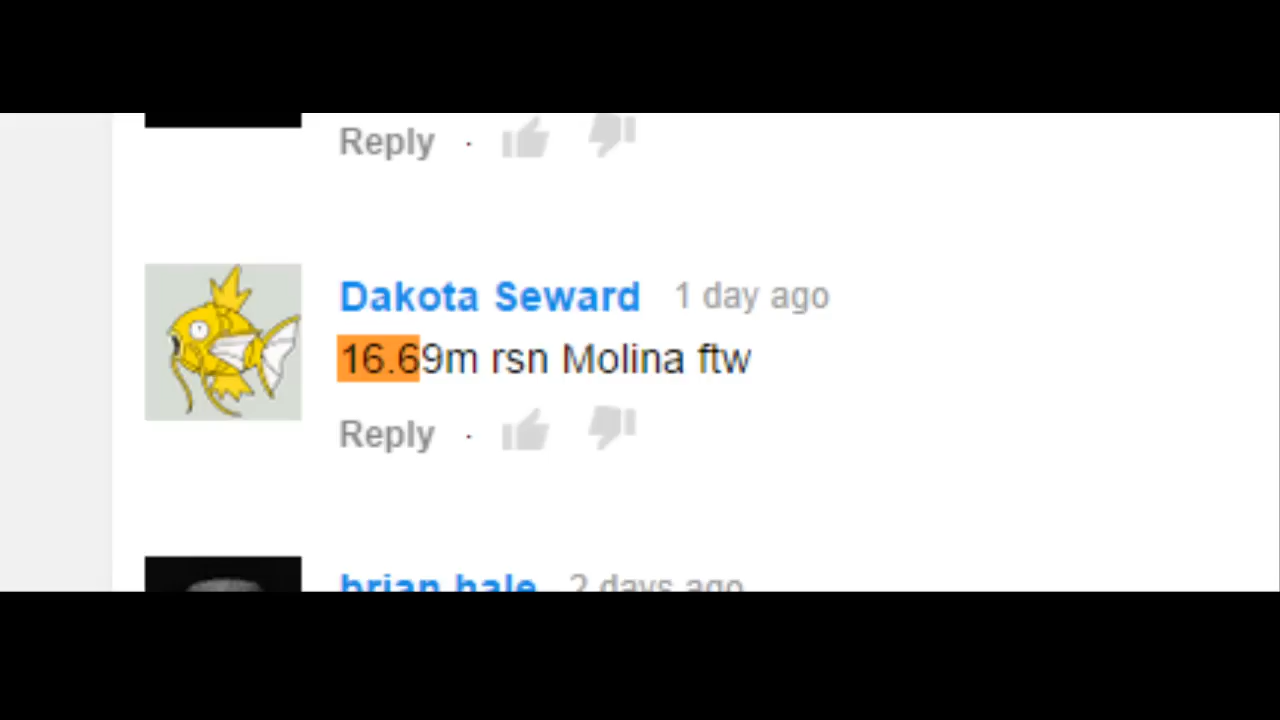 Reply ·
Dakota Seward 1 day ago
16.69m rsn Molina ftw
Reply ·
brian hale 2 days ago